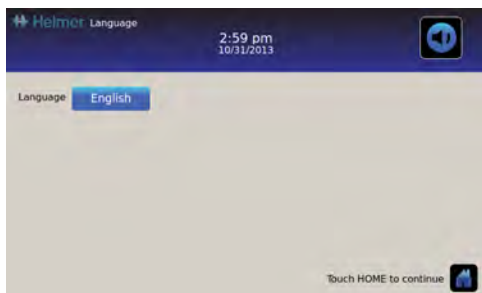 Helmer Language
2:59 pm
10/31/2013
Language English
Touch HOME to continue